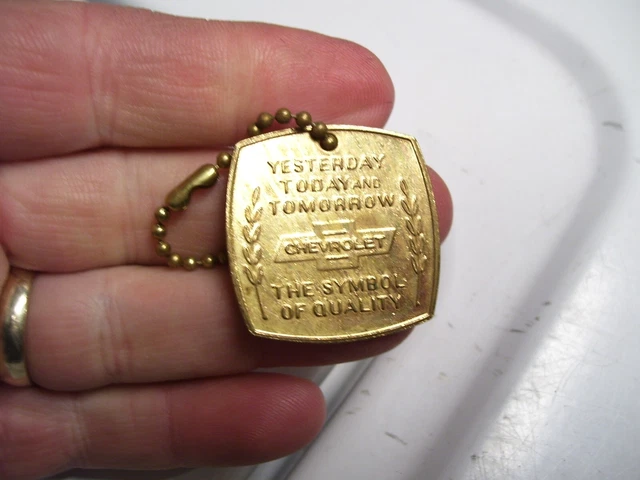 YESTERDAY
TODAY AND
TOMORROW
CHEVROLET
THE SYMBOL
OF QUALITY